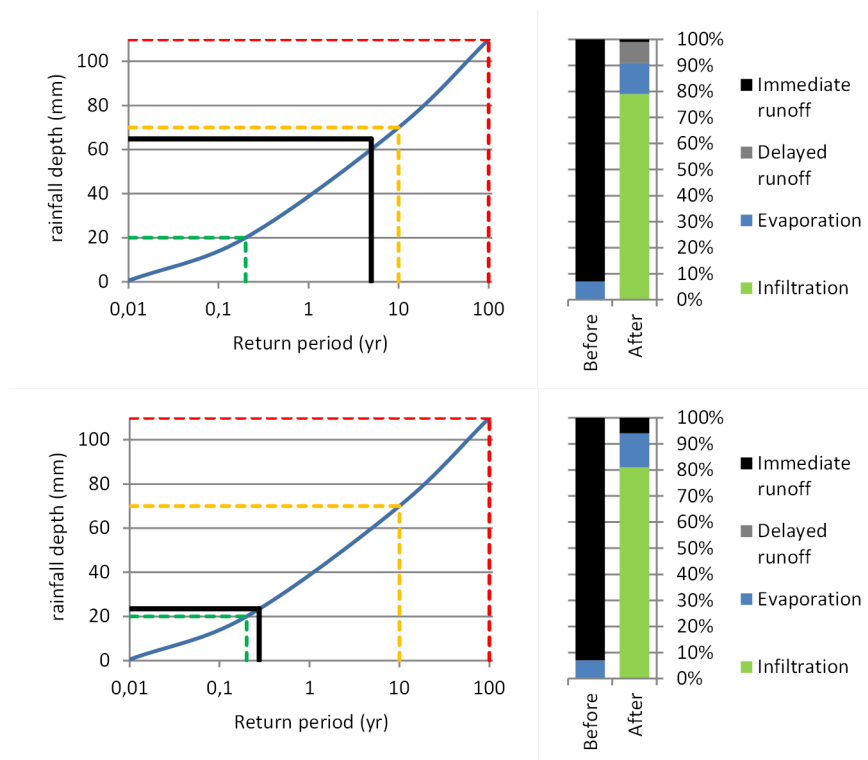 rainfall depth (mm)
100
80
60
40
20
0
0,01 0,1 1 10 100
Return period (yr)
100%
90%
80%
70%
60%
50%
40%
30%
20%
10%
0%
Before
After
Immediate
runoff
Delayed
runoff
Evaporation
Infiltration
rainfall depth (mm)
100
80
60
40
20
0
0,01 0,1 1 10 100
Return period (yr)
100%
90%
80%
70%
60%
50%
40%
30%
20%
10%
0%
Before
After
Immediate
runoff
Delayed
runoff
Evaporation
Infiltration